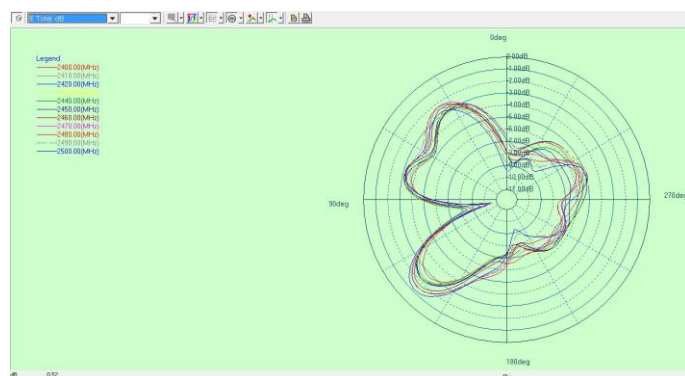 E Total dB
0deg
Legend
2400.00(MHz)
2410.00(MHz)
2420.00(MHz)
2440.00(MHz)
2450.00(MHz)
2460.00(MHz)
2470.00(MHz)
2480.00(MHz)
2490.00(MHz)
2500.00(MHz)
0.00dB
-1.00dB
-2.00dB
-3.00dB
-4.00dB
-5.00dB
-6.00dB
-7.00dB
-8.00dB
-9.00dB
-10.00dB
-11.00dB
90deg
270deg
180deg
dB
0.52